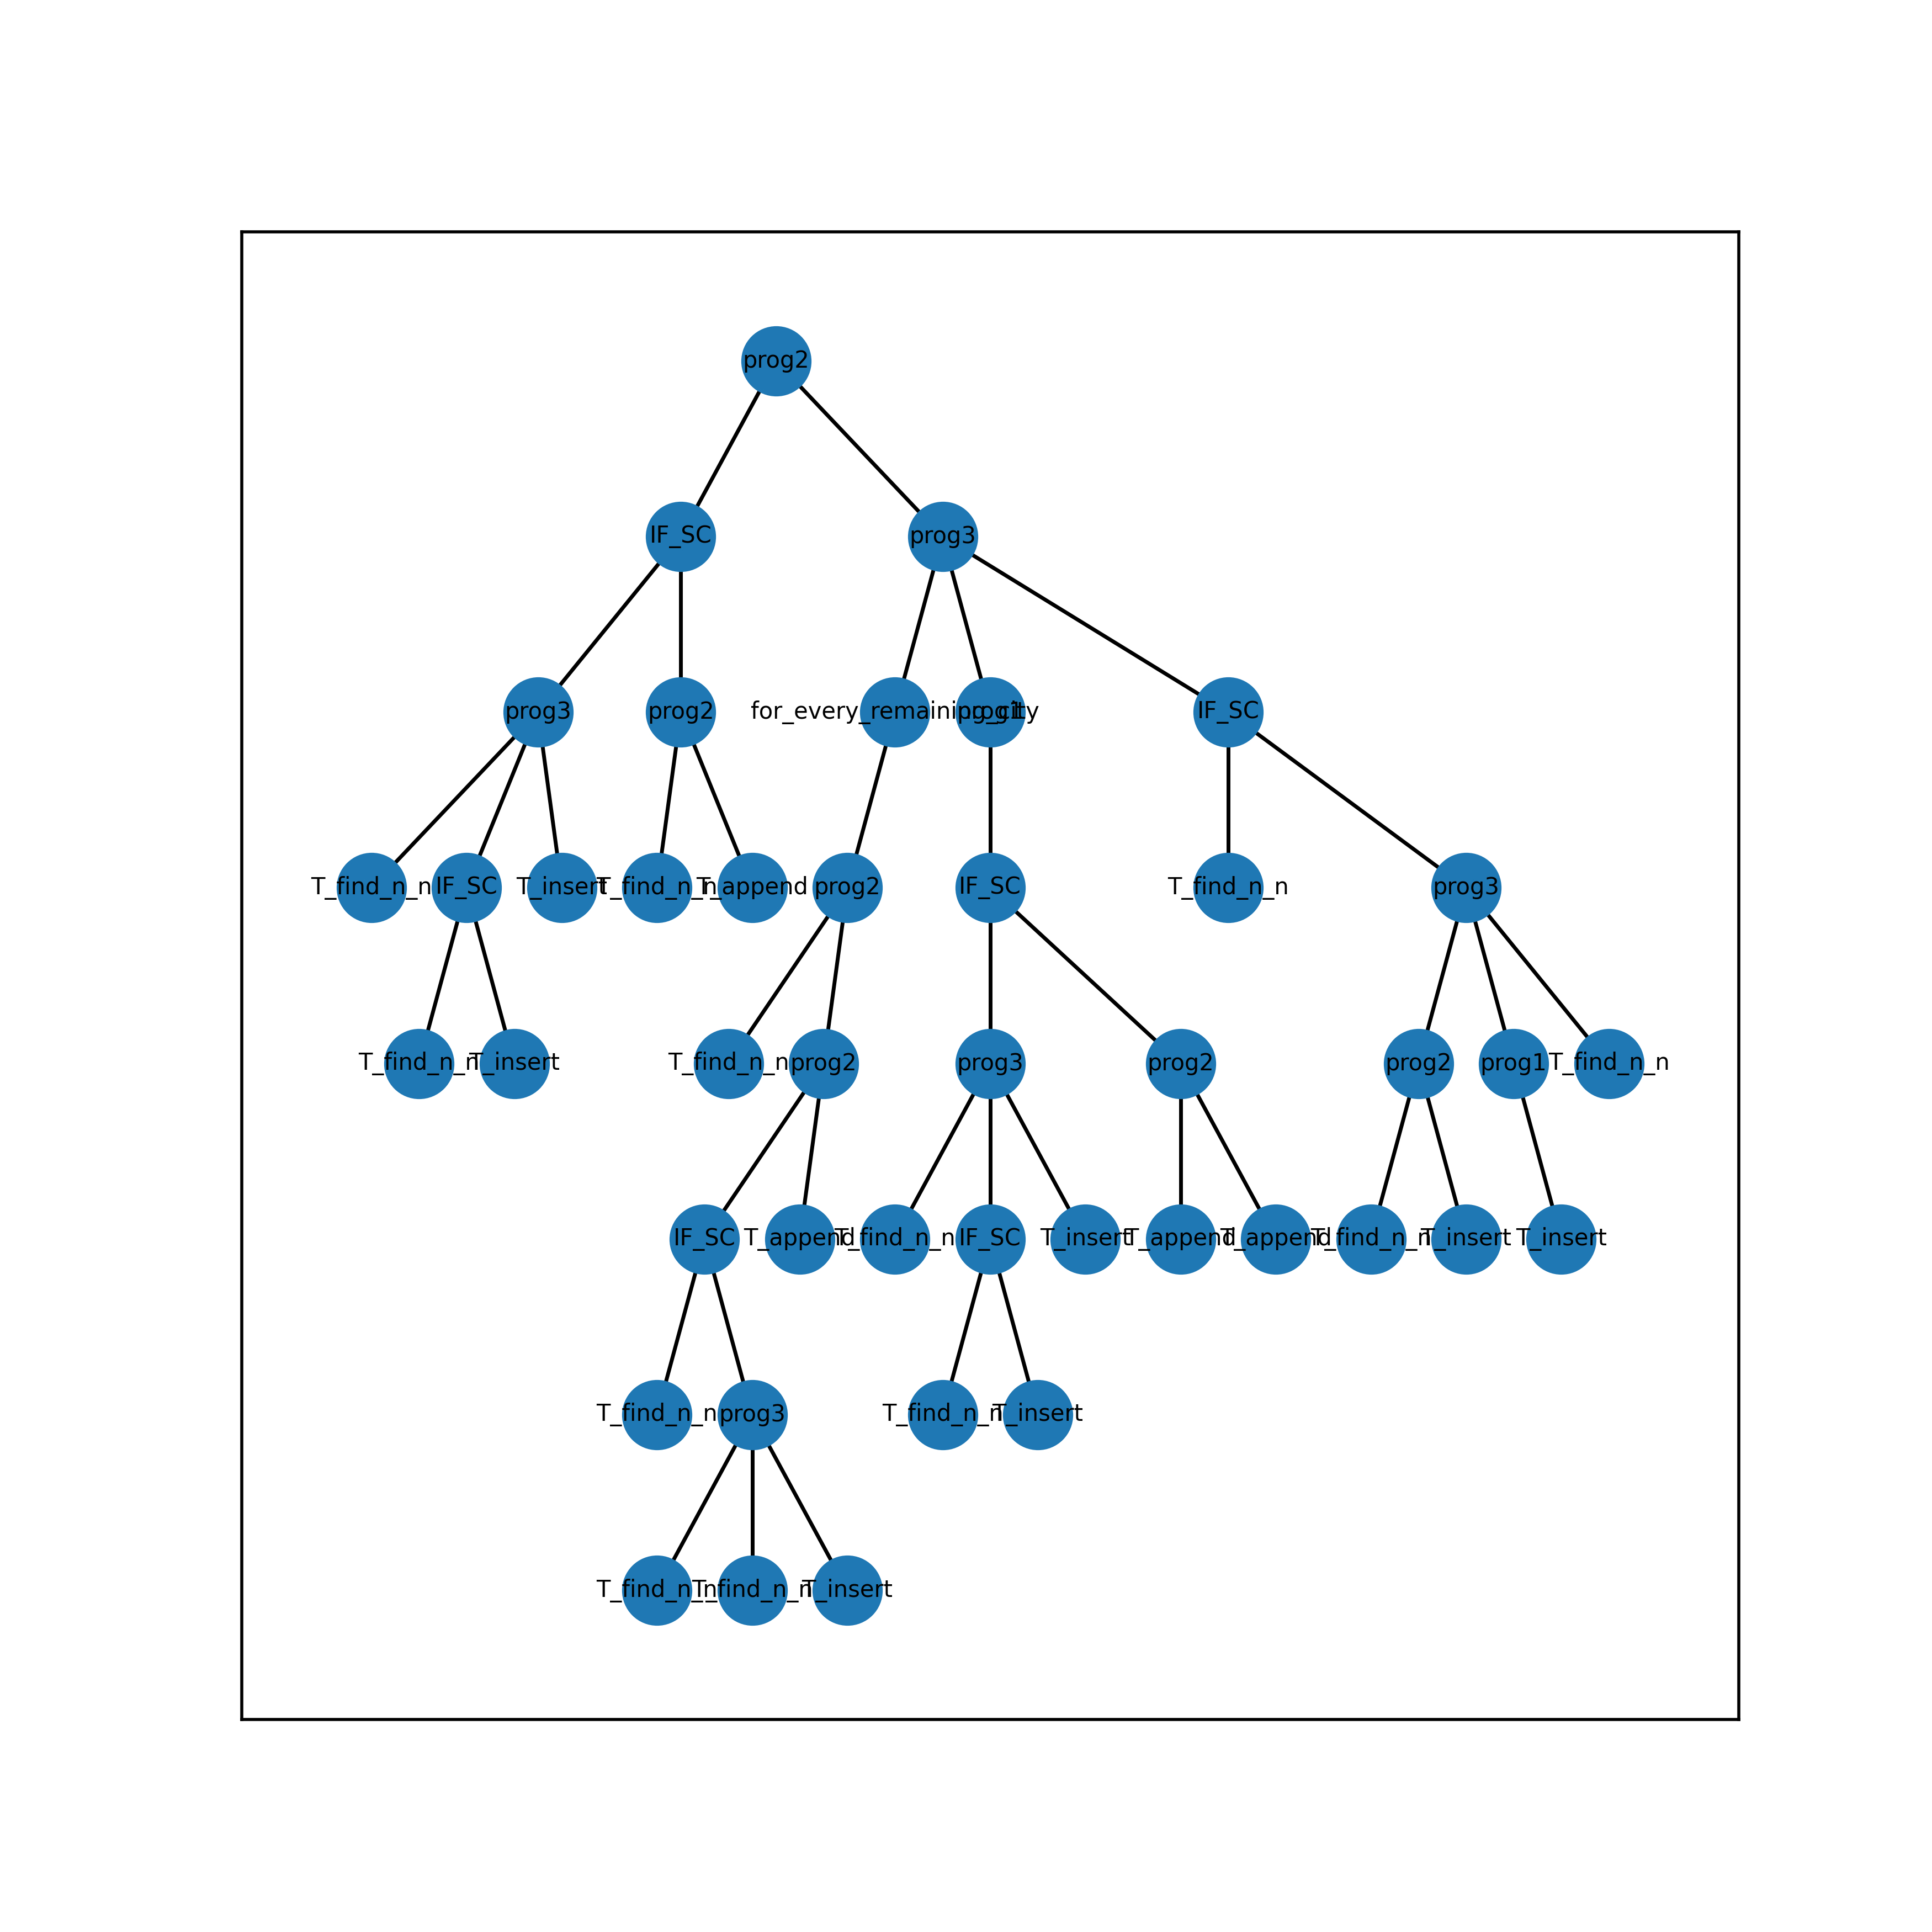 prog2
IF_SC prog3
prog3 prog2 for_every_remaining_city prog1 IF_SC
T_find_n_n IF_SC T_insert T_find_n_n T_append prog2 IF_SC T_find_n_n prog3
T_find_n_n T_insert T_find_n_n prog2 prog3 prog2 prog2 prog1 T_find_n_n
IF_SC T_append T_find_n_n IF_SC T_insert T_append T_append T_find_n_n T_insert T_insert
T_find_n_n prog3 T_find_n_n T_insert
T_find_n_n T_find_n_n T_insert